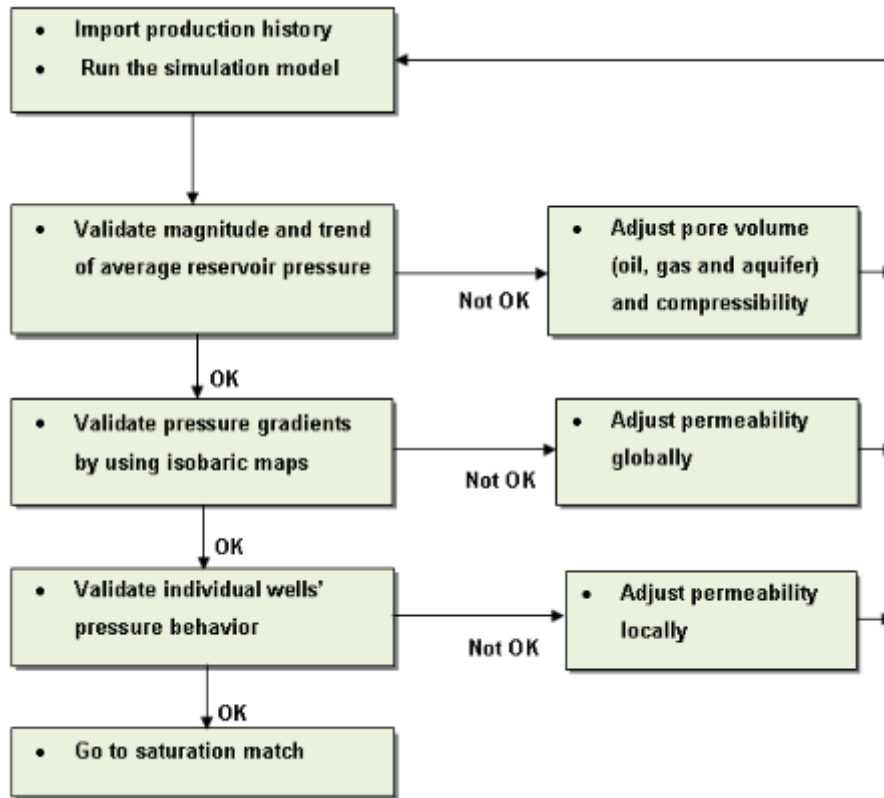 • Import production history
• Run the simulation model
• Validate magnitude and trend
of average reservoir pressure
Not OK
• Adjust pore volume
(oil, gas and aquifer)
and compressibility
OK
• Validate pressure gradients
by using isobaric maps
Not OK
• Adjust permeability
globally
OK
• Validate individual wells’
pressure behavior
Not OK
• Adjust permeability
locally
OK
• Go to saturation match